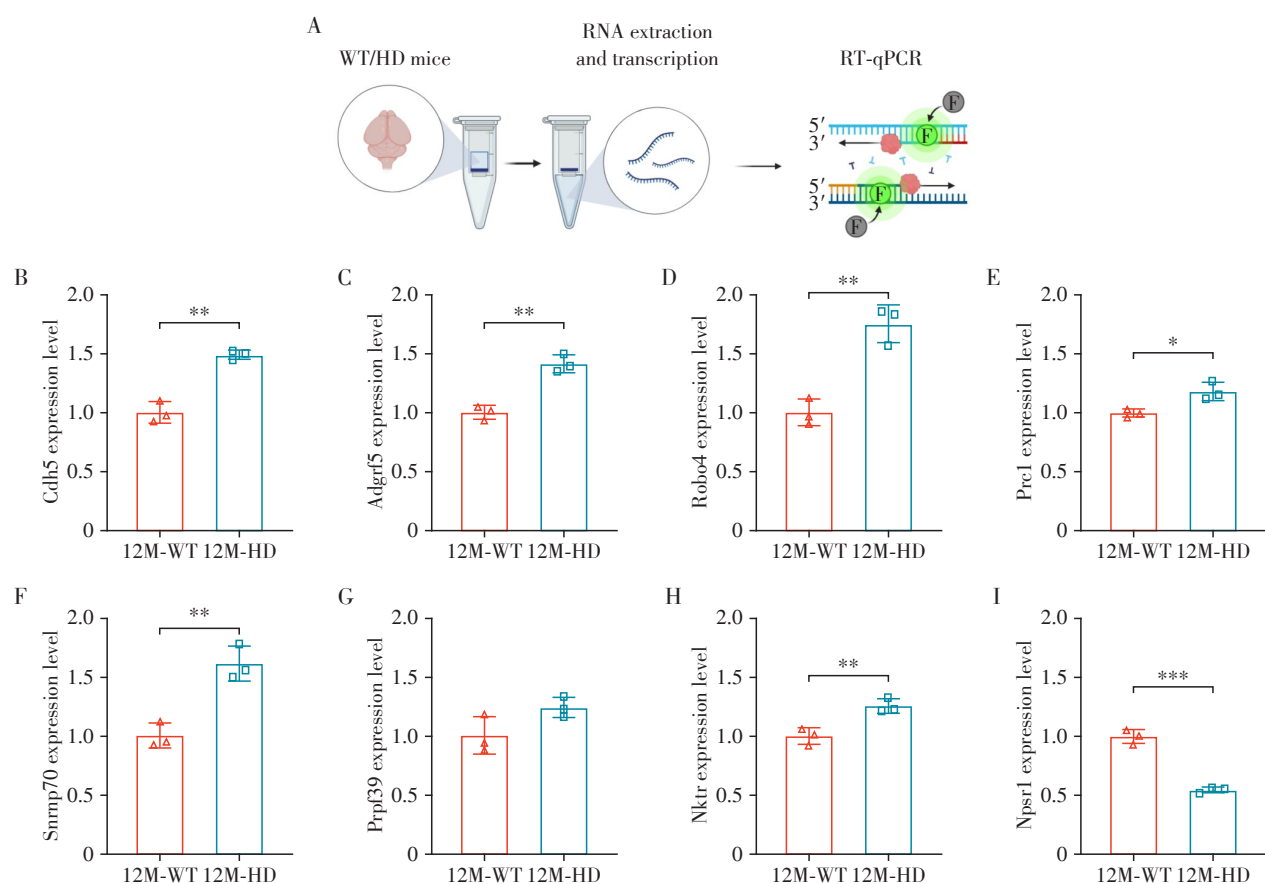 A
WT/HD mice
RNA extraction
and transcription
RT-qPCR
5′
3′
F
F
5′
3′
F
F
B
Cdh5 expression level
2.0
1.5
1.0
0.5
0
**
12M-WT 12M-HD
C
Adgrf5 expression level
2.0
1.5
1.0
0.5
0
**
12M-WT 12M-HD
D
Robo4 expression level
2.0
1.5
1.0
0.5
0
**
12M-WT 12M-HD
E
Prc1 expression level
2.0
1.5
1.0
0.5
0
*
12M-WT 12M-HD
F
Snrnp70 expression level
2.0
1.5
1.0
0.5
0
**
12M-WT 12M-HD
G
Prpf39 expression level
2.0
1.5
1.0
0.5
0
12M-WT 12M-HD
H
Nktr expression level
2.0
1.5
1.0
0.5
0
**
12M-WT 12M-HD
I
Npsr1 expression level
2.0
1.5
1.0
0.5
0
***
12M-WT 12M-HD